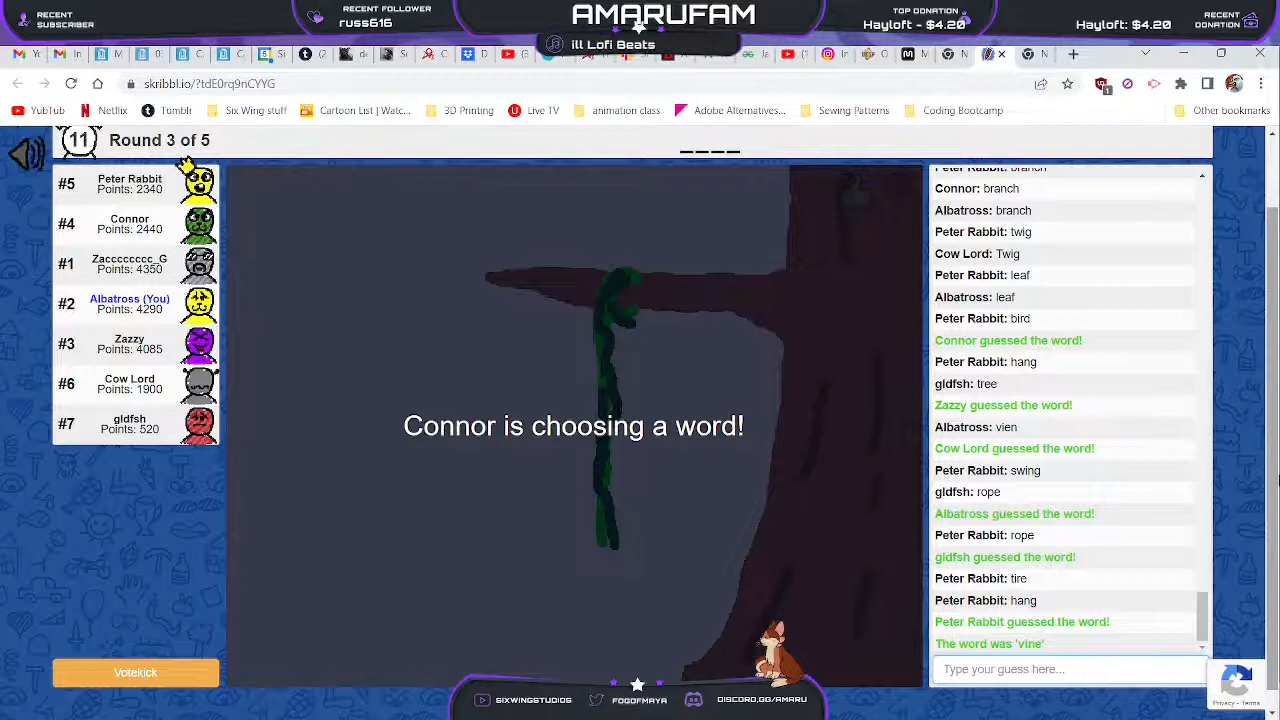 RECENT
SUBSCRIBER
RECENT FOLLOWER
russ616
AMARUFAM
ill Lofi Beats
TOP DONATION
Hayloft - $4.20
Hayloft: $4.20
RECENT
DONATION
skribbl.io/?tdE0rq9nCYYG
YubTub
Netflix
Tumblr
Six Wing stuff
Cartoon List | Watc...
3D Printing
Live TV
animation class
Adobe Alternatives...
Sewing Patterns
Coding Bootcamp
Other bookmarks
11
Round 3 of 5
_ _ _ _
#5 Peter Rabbit
Points: 2340
#4 Connor
Points: 2440
#1 Zacccccccc_G
Points: 4350
#2 Albatross (You)
Points: 4290
#3 Zazzy
Points: 4085
#6 Cow Lord
Points: 1900
#7 gldfsh
Points: 520
Votekick
Connor is choosing a word!
Peter Rabbit: branch
Connor: branch
Albatross: branch
Peter Rabbit: twig
Cow Lord: Twig
Peter Rabbit: leaf
Albatross: leaf
Peter Rabbit: bird
Connor guessed the word!
Peter Rabbit: hang
gldfsh: tree
Zazzy guessed the word!
Albatross: vien
Cow Lord guessed the word!
Peter Rabbit: swing
gldfsh: rope
Albatross guessed the word!
Peter Rabbit: rope
gldfsh guessed the word!
Peter Rabbit: tire
Peter Rabbit: hang
Peter Rabbit guessed the word!
The word was 'vine'
Type your guess here...
Privacy - Terms
SIXWINGSTUDIOS
FOGOFMAYA
DISCORD.GG/AMARU